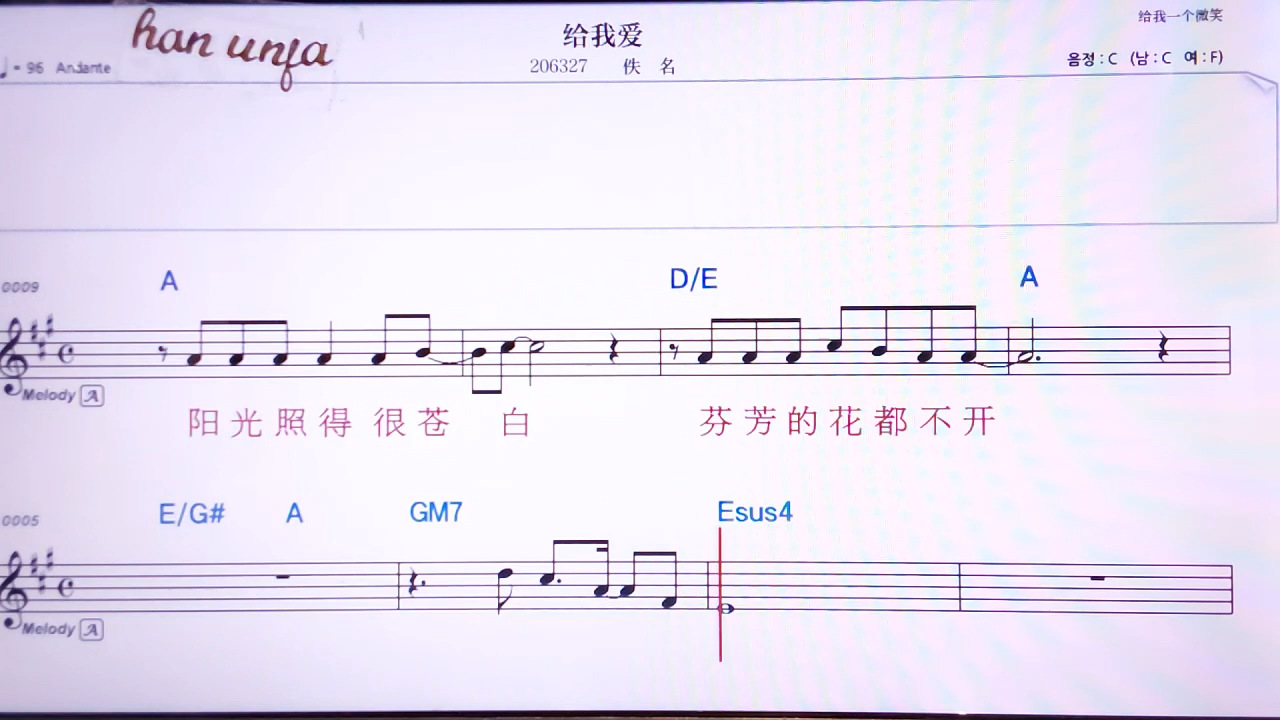 han unfa
给我爱
给我一个微笑
♩= 96 Andante
206327 佚 名
음정 : C (남 : C 여 : F)
A D/E A
0009
Melody A
阳 光 照 得 很 苍 白 芬 芳 的 花 都 不 开
E/G# A GM7 Esus4
0005
Melody A